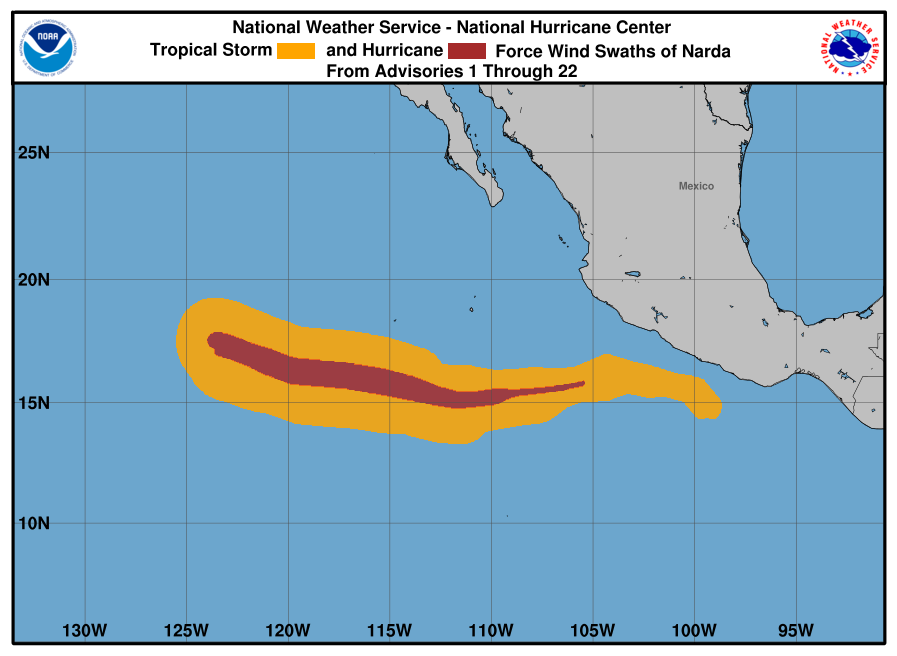 National Weather Service - National Hurricane Center
Tropical Storm and Hurricane Force Wind Swaths of Narda
From Advisories 1 Through 22
NOAA
NATIONAL WEATHER SERVICE
25N
Mexico
20N
15N
10N
130W 125W 120W 115W 110W 105W 100W 95W